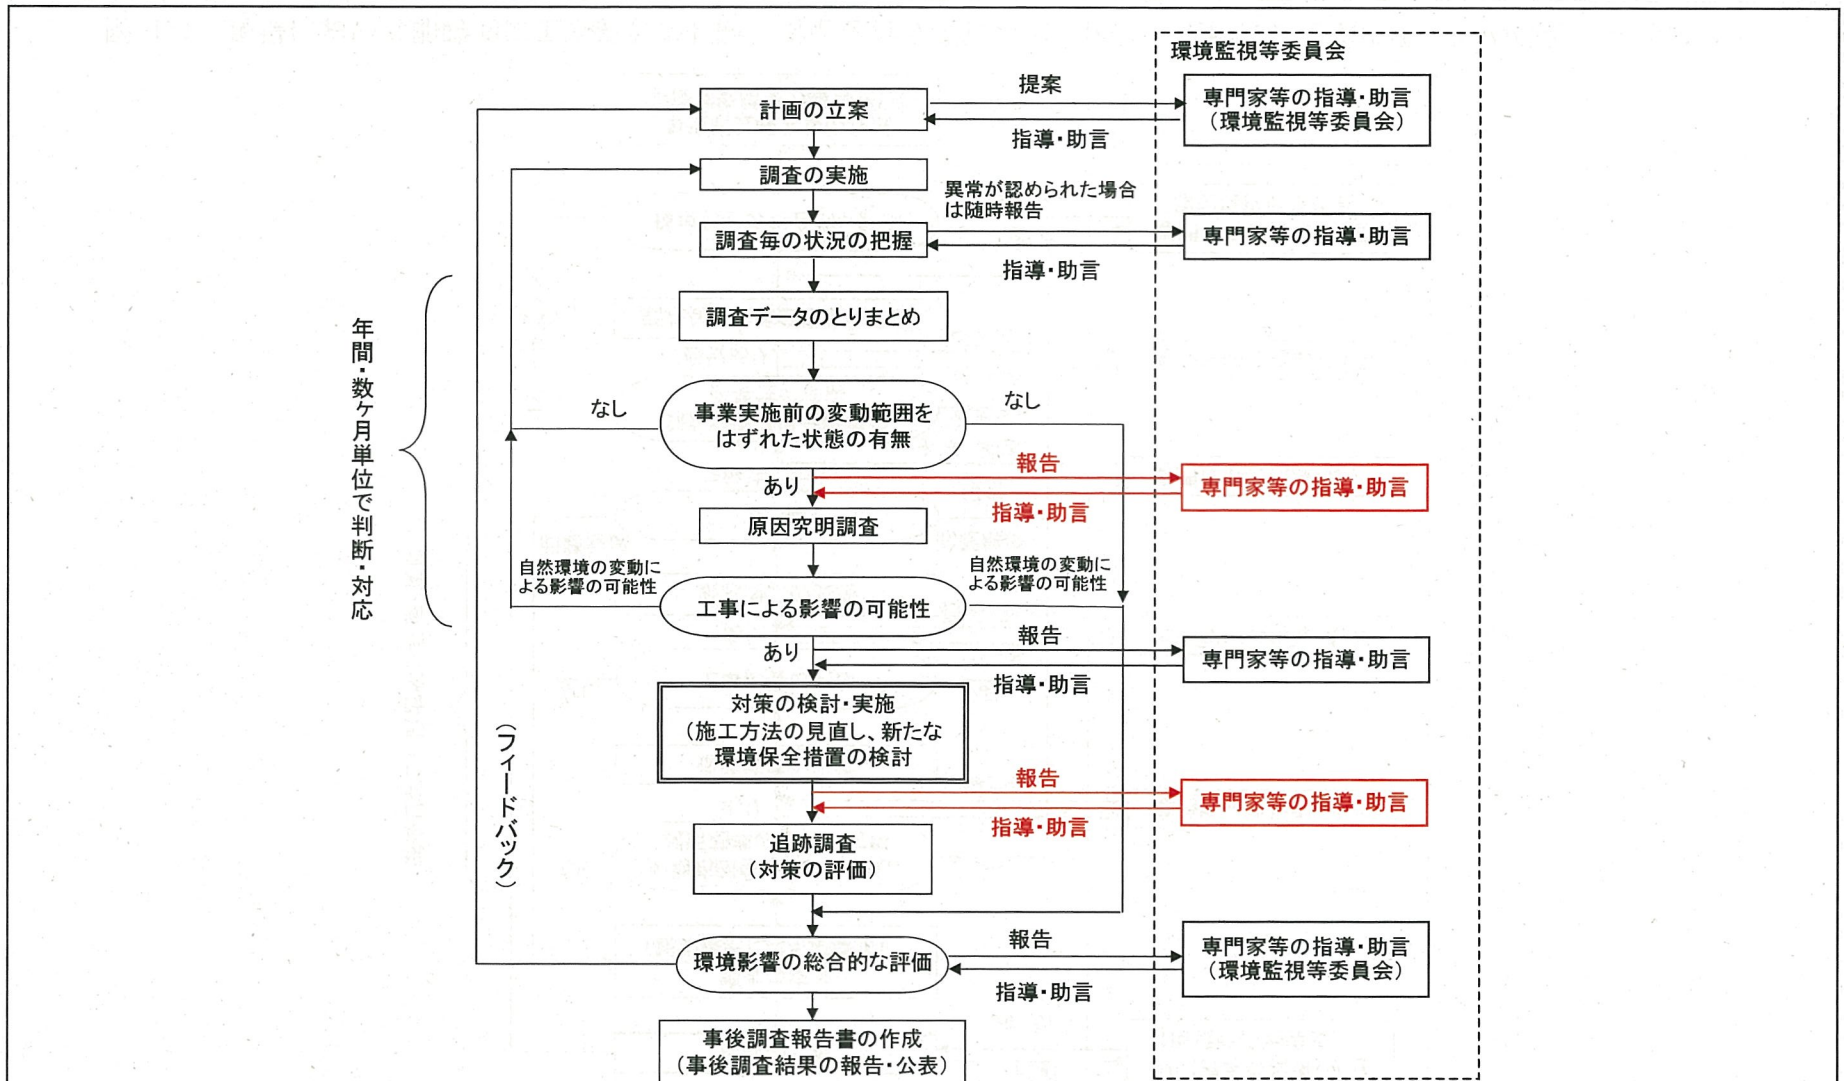 環境監視等委員会
計画の立案
提案
指導・助言
専門家等の指導・助言
（環境監視等委員会）
調査の実施
異常が認められた場合
は随時報告
調査毎の状況の把握
指導・助言
専門家等の指導・助言
調査データのとりまとめ
年間・数ヶ月単位で判断・対応
なし
事業実施前の変動範囲を
はずれた状態の有無
なし
あり
報告
指導・助言
専門家等の指導・助言
原因究明調査
自然環境の変動に
よる影響の可能性
工事による影響の可能性
自然環境の変動に
よる影響の可能性
あり
報告
指導・助言
専門家等の指導・助言
対策の検討・実施
（施工方法の見直し、新たな
環境保全措置の検討
（フィードバック）
報告
指導・助言
専門家等の指導・助言
追跡調査
（対策の評価）
環境影響の総合的な評価
報告
指導・助言
専門家等の指導・助言
（環境監視等委員会）
事後調査報告書の作成
（事後調査結果の報告・公表）